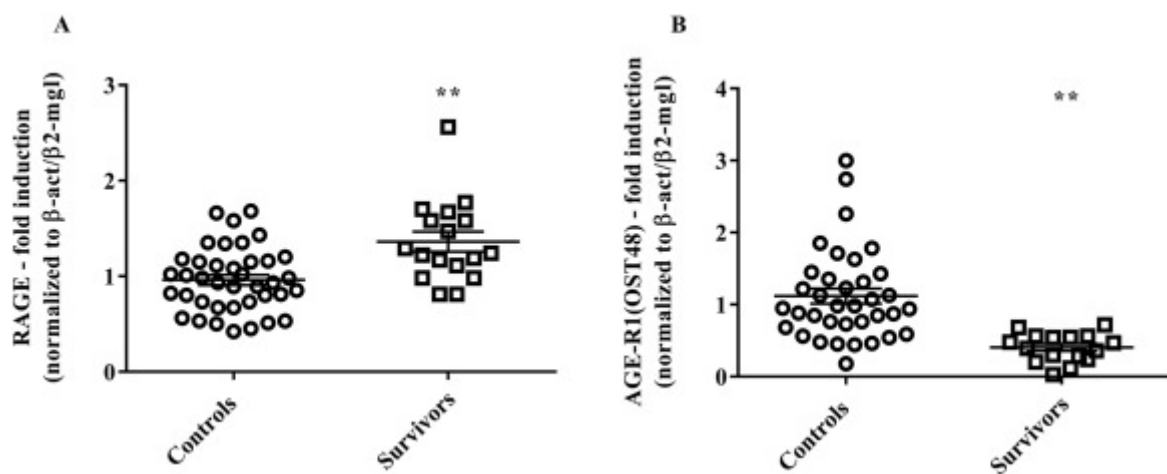 A
RAGE - fold induction
(normalized to β-act/β2-mgl)
3
2
1
0
**
Controls
Survivors
B
AGE-R1(OST48) - fold induction
(normalized to β-act/β2-mgl)
4
3
2
1
0
**
Controls
Survivors